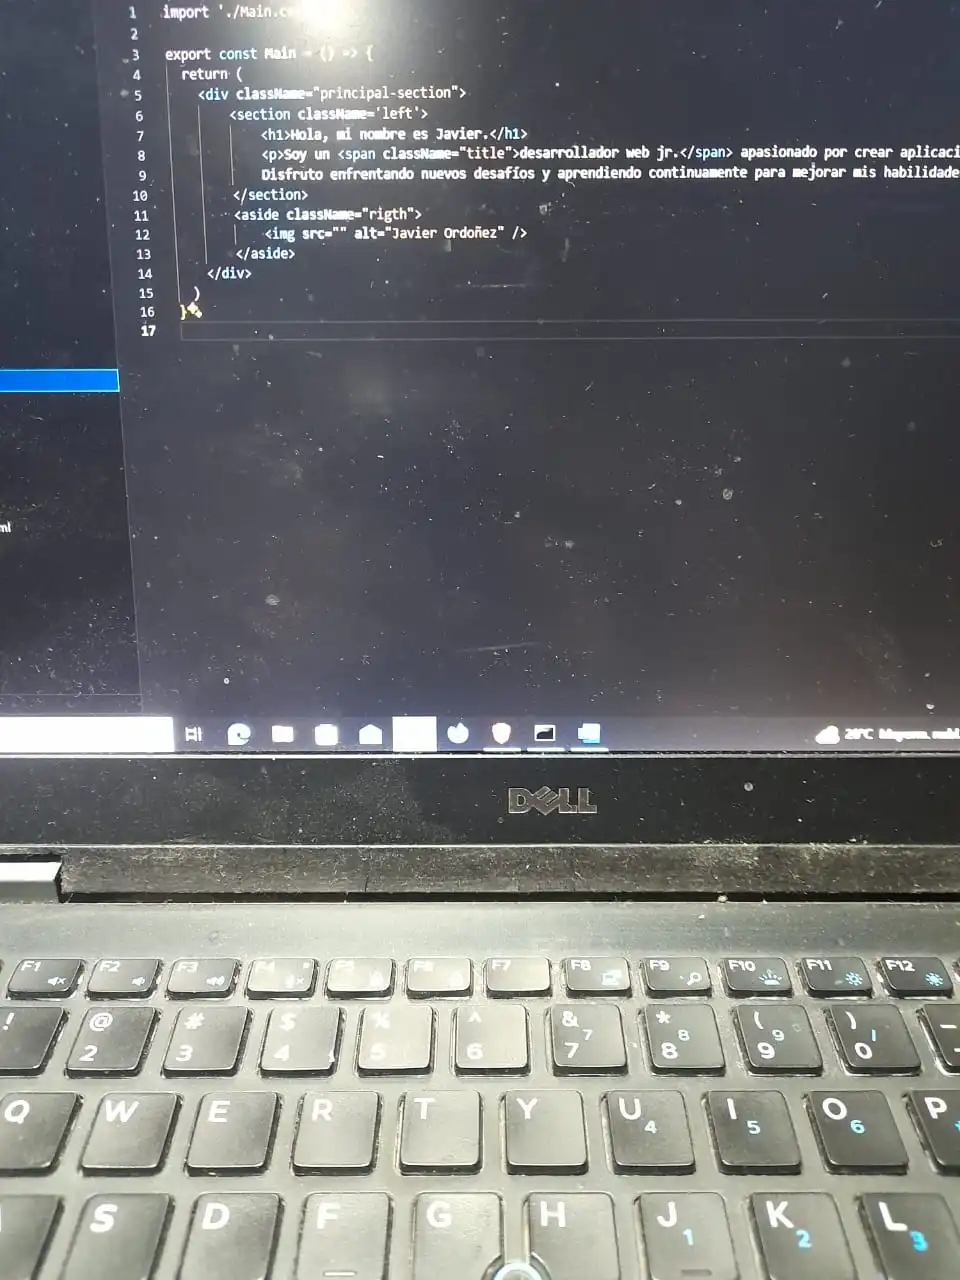 1 import './Main.c
2
3 export const Main = () => {
4 return (
5 <div className="principal-section">
6 <section className='left'>
7 <h1>Hola, mi nombre es Javier.</h1>
8 <p>Soy un <span className="title">desarrollador web jr.</span> apasionado por crear aplicaci
9 Disfruto enfrentando nuevos desafíos y aprendiendo continuamente para mejorar mis habilidade
10 </section>
11 <aside className="rigth">
12 <img src="" alt="Javier Ordoñez" />
13 </aside>
14 </div>
15 )
16 }
17
ml
DELL
F1 F2 F3 F4 F5 F6 F7 F8 F9 F10 F11 F12
! @ # $ % ^ & * ( ) -
2 3 4 5 6 7 7 8 8 9 9 0 /
Q W E R T Y U 4 I 5 O 6 P *
S D F G H J 1 K 2 L 3